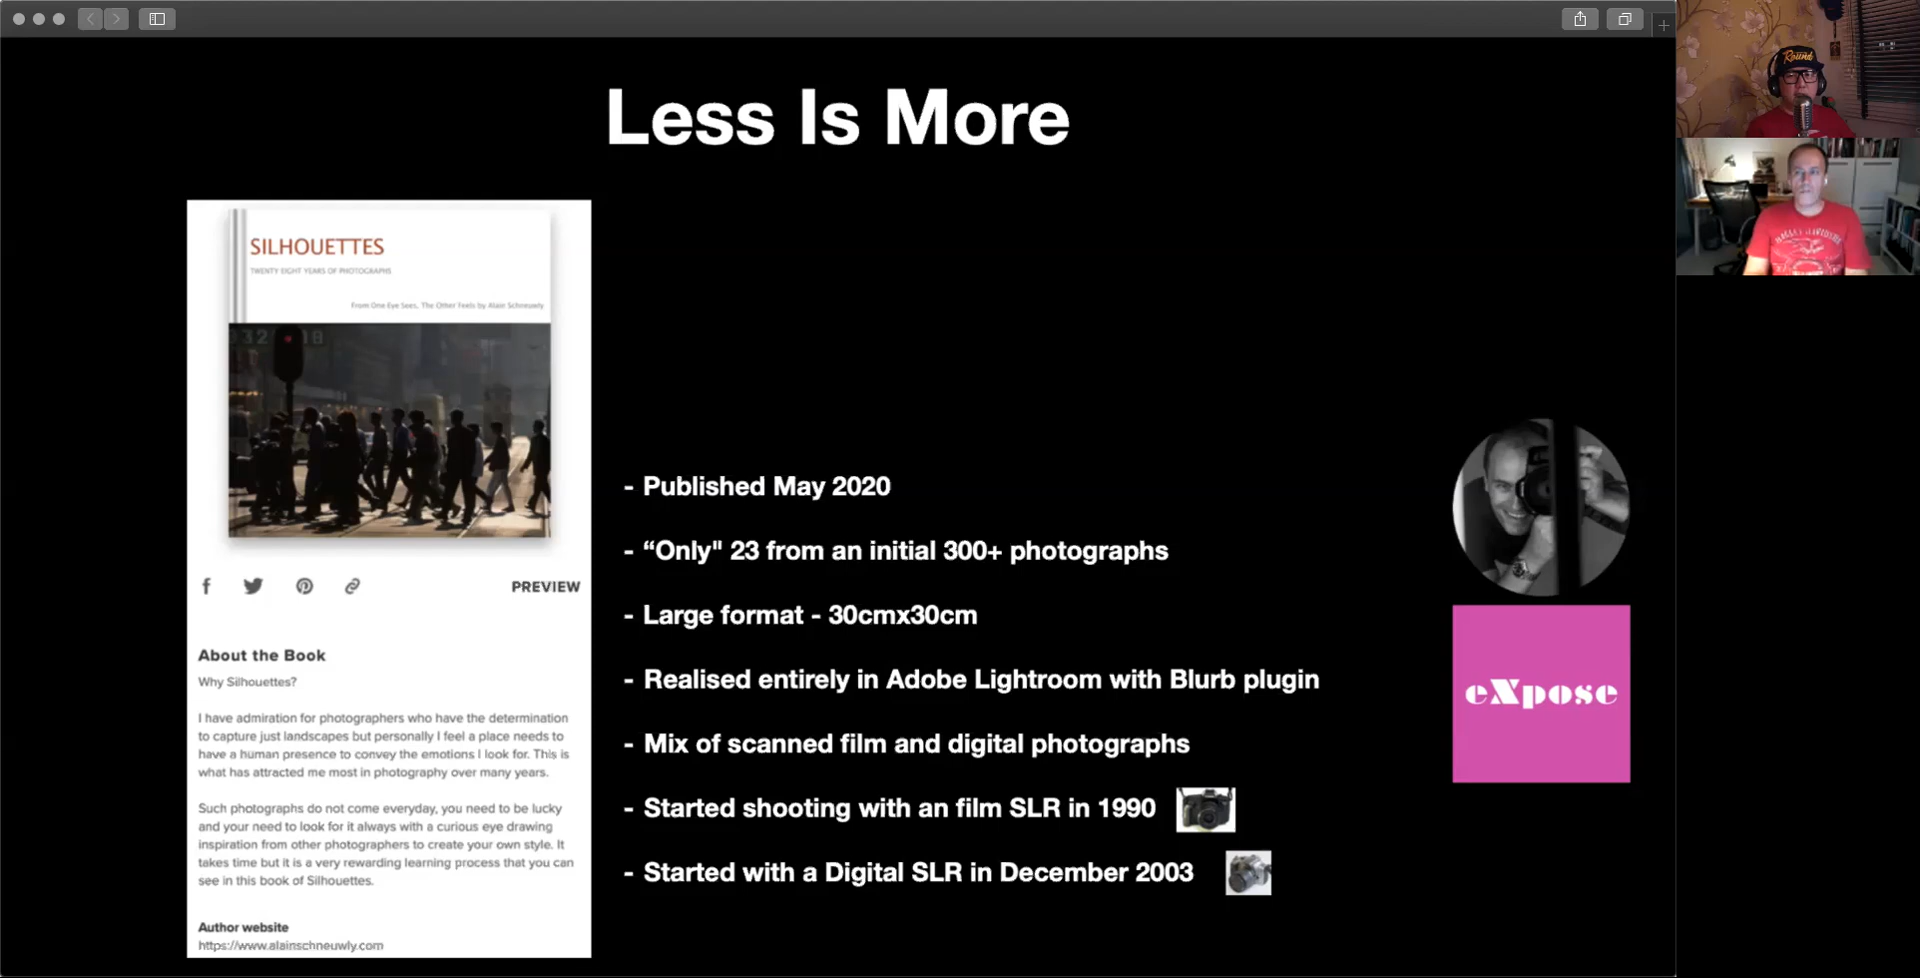 Less Is More
SILHOUETTES
TWENTY EIGHT YEARS OF PHOTOGRAPHS
From One Eye Sees, The Other Feels by Alain Schneuwly
PREVIEW
About the Book
Why Silhouettes?
I have admiration for photographers who have the determination
to capture just landscapes but personally I feel a place needs to
have a human presence to convey the emotions I look for. This is
what has attracted me most in photography over many years.
Such photographs do not come everyday, you need to be lucky
and your need to look for it always with a curious eye drawing
inspiration from other photographers to create your own style. It
takes time but it is a very rewarding learning process that you can
see in this book of Silhouettes.
Author website
https://www.alainschneuwly.com
- Published May 2020
- “Only" 23 from an initial 300+ photographs
- Large format - 30cmx30cm
- Realised entirely in Adobe Lightroom with Blurb plugin
- Mix of scanned film and digital photographs
- Started shooting with an film SLR in 1990
- Started with a Digital SLR in December 2003
eXpose
Round